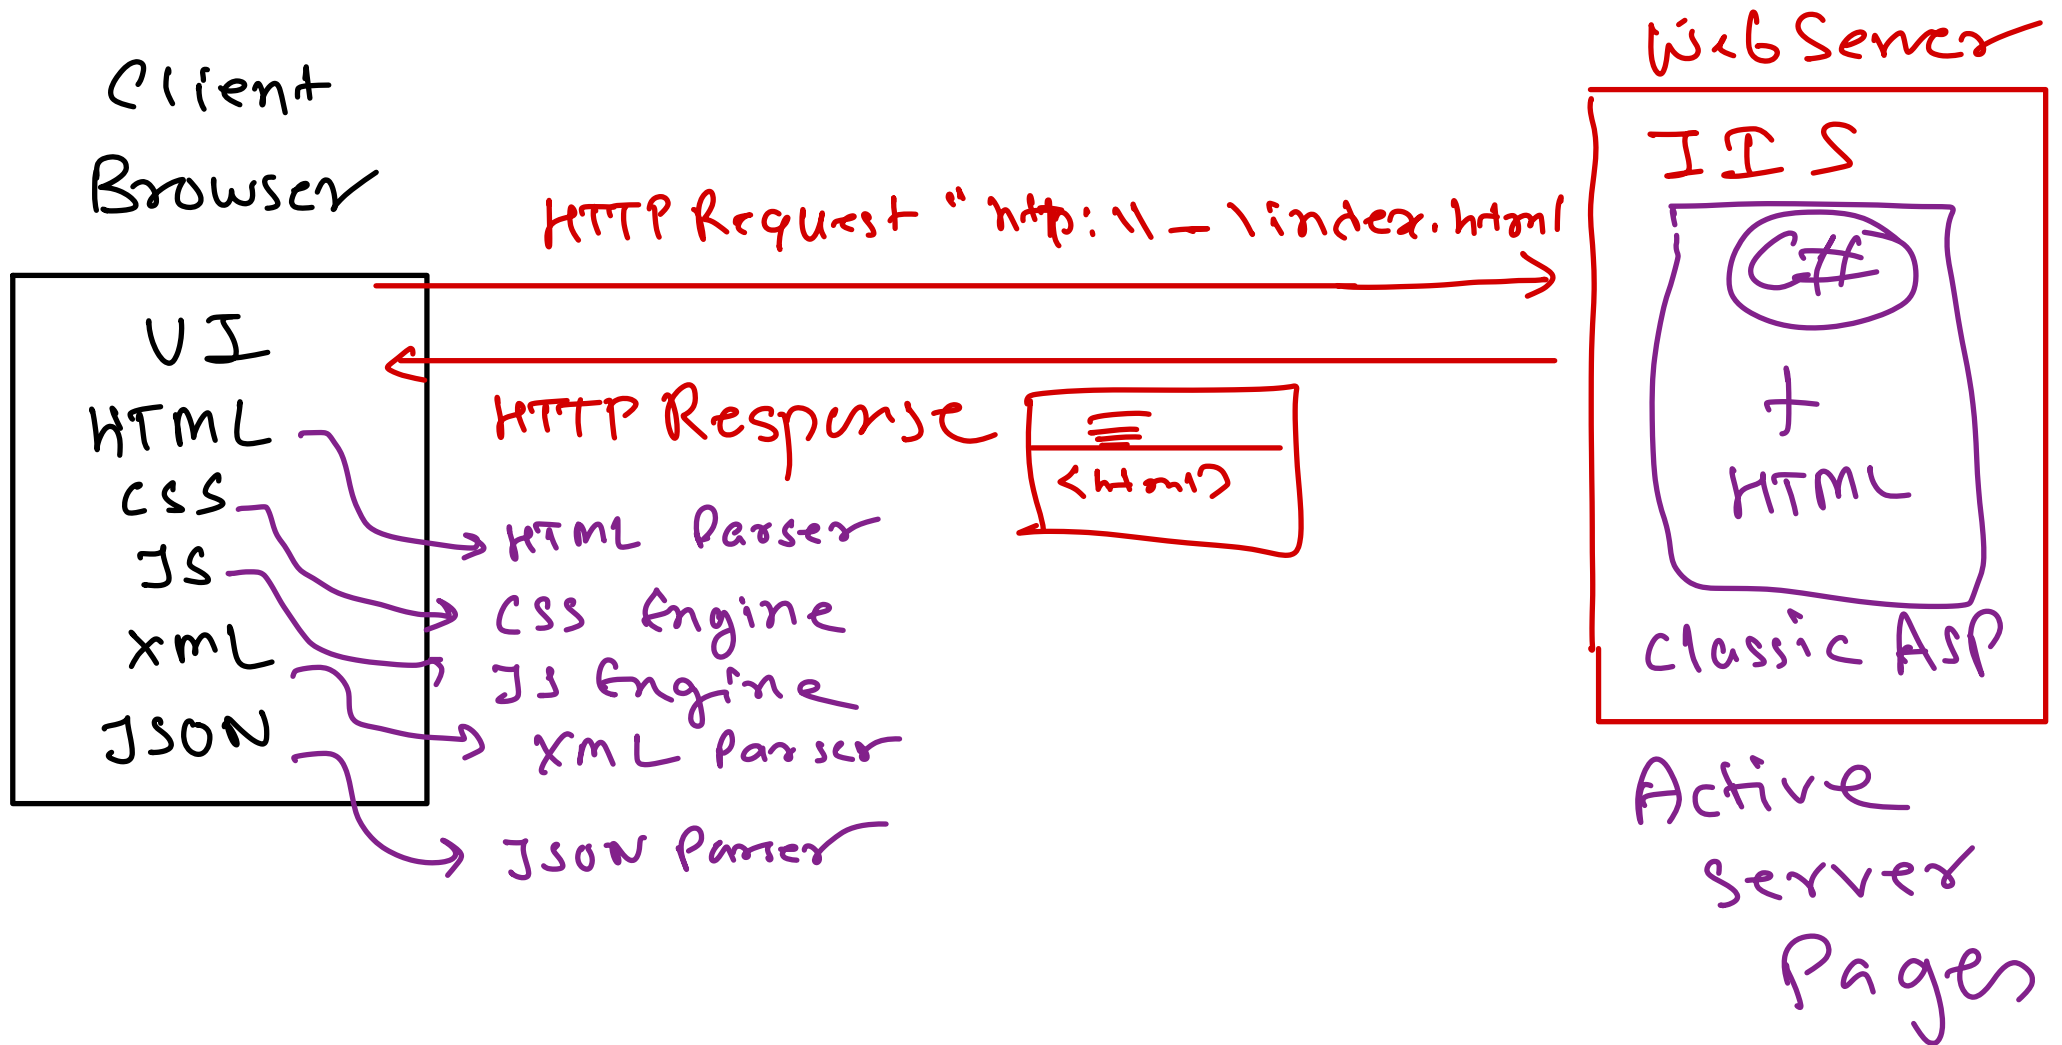 Client
Browser
UI
HTML
CSS
JS
XML
JSON
HTTP Request "http:\\_\index.html
HTTP Response
<html>
HTML Parser
CSS Engine
JS Engine
XML Parser
JSON Parser
Web Server
IIS
C#
+
HTML
Classic ASP
Active
Server
Pages